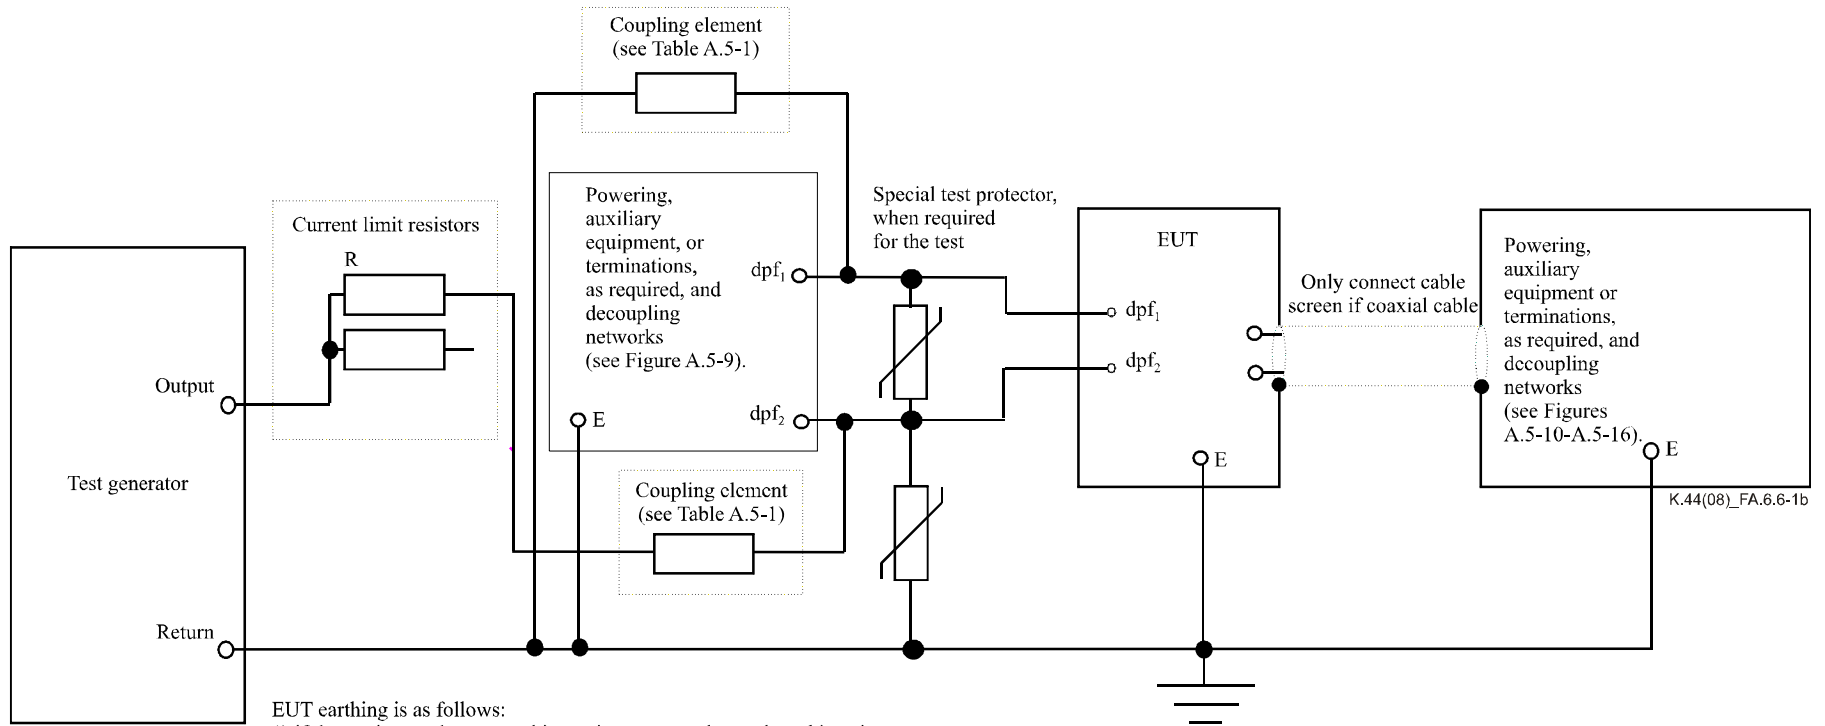 Coupling element
(see Table A.5-1)
Current limit resistors
R
Powering,
auxiliary
equipment, or
terminations,
as required, and
decoupling
networks
(see Figure A.5-9).
dpf1
dpf2
E
Special test protector,
when required
for the test
EUT
dpf1
dpf2
E
Only connect cable
screen if coaxial cable
Powering,
auxiliary
equipment or
terminations,
as required, and
decoupling
networks
(see Figures
A.5-10-A.5-16).
E
K.44(08)_FA.6.6-1b
Output
Test generator
Return
Coupling element
(see Table A.5-1)
EUT earthing is as follows: